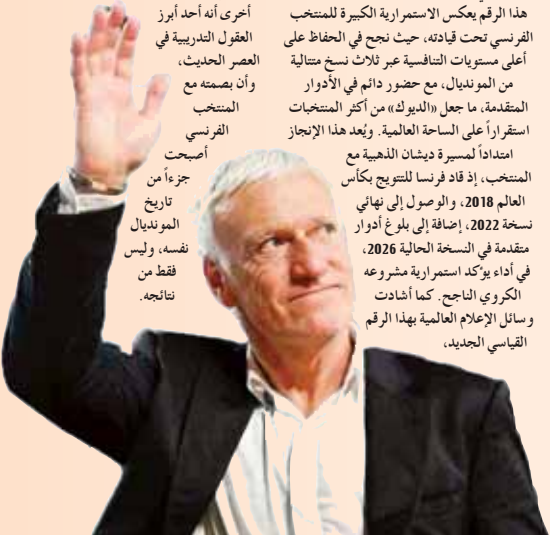 هذا الرقم يعكس الاستمرارية الكبيرة للمنتخب
الفرنسي تحت قيادته، حيث نجح في الحفاظ على
أعلى مستويات التنافسية عبر ثلاث نسخ متتالية
من المونديال، مع حضور دائم في الأدوار
المتقدمة، ما جعل «الديوك» من أكثر المنتخبات
استقراراً على الساحة العالمية. ويُعد هذا الإنجاز
امتداداً لمسيرة ديشان الذهبية مع
المنتخب، إذ قاد فرنسا للتتويج بكأس
العالم 2018، والوصول إلى نهائي
نسخة 2022، إضافة إلى بلوغ أدوار
متقدمة في النسخة الحالية 2026،
في أداء يؤكد استمرارية مشروعه
الكروي الناجح. كما أشادت
وسائل الإعلام العالمية بهذا الرقم
القياسي الجديد،
أخرى أنه أحد أبرز
العقول التدريبية في
العصر الحديث،
وأن بصمته مع
المنتخب
الفرنسي
أصبحت
جزءاً من
تاريخ
المونديال
نفسه، وليس
فقط من
نتائجه.